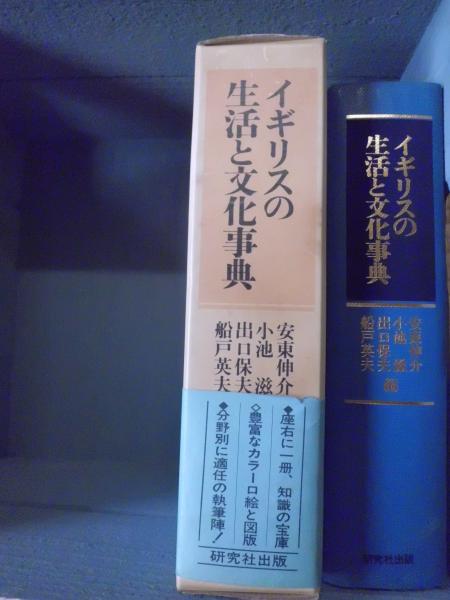 イギリスの
生活と文化事典
安東伸介
小池 滋
出口保夫
船戸英夫
◆座右に一冊、知識の宝庫
◇豊富なカラー口絵と図版
◆分野別に適任の執筆陣!
研究社出版
イギリスの
生活と文化事典
安東伸介
小池 滋
出口保夫
船戸英夫
編
研究社出版